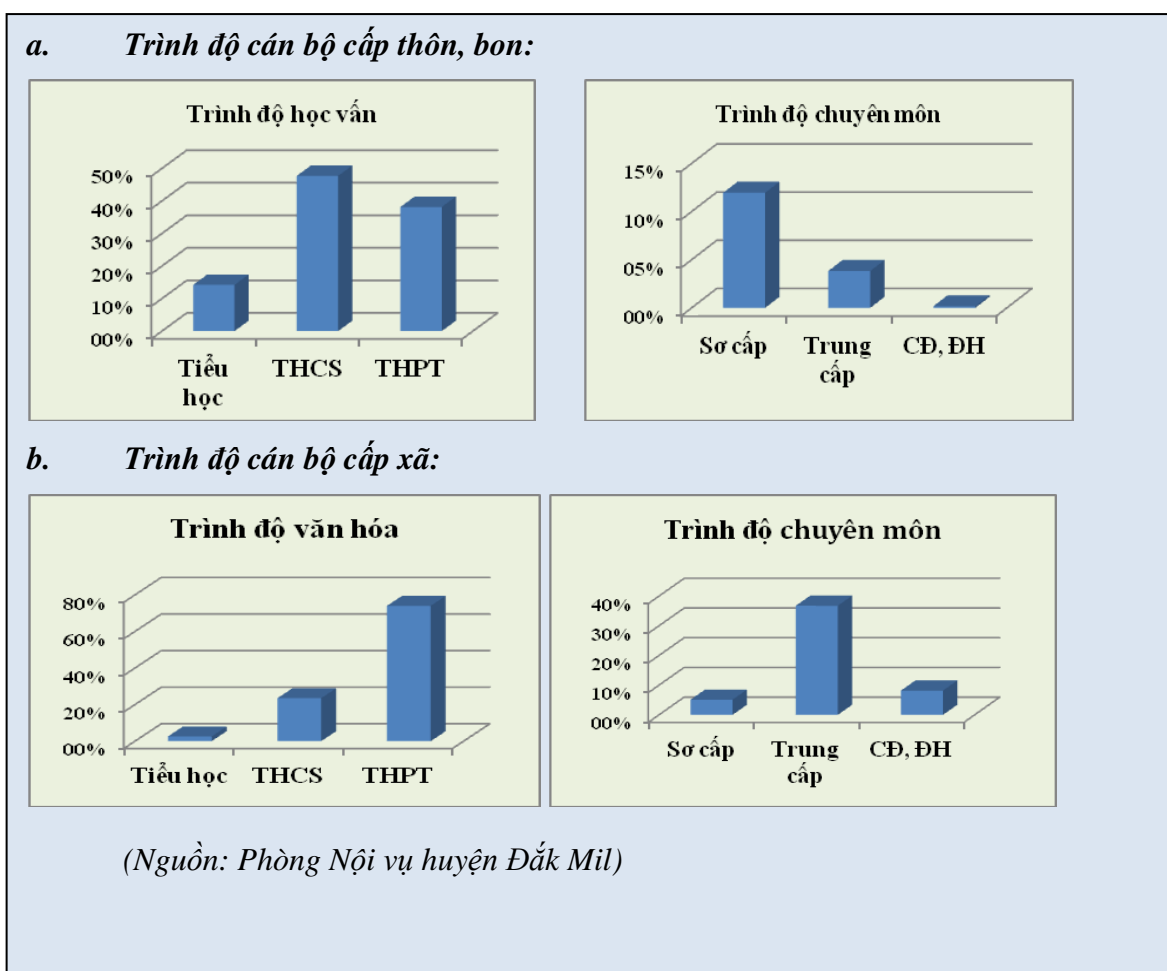 a. Trình độ cán bộ cấp thôn, bon:
Trình độ học vấn
50%
40%
30%
20%
10%
00%
Tiểu học
THCS
THPT
Trình độ chuyên môn
15%
10%
05%
00%
Sơ cấp
Trung cấp
CĐ, ĐH
b. Trình độ cán bộ cấp xã:
Trình độ văn hóa
80%
60%
40%
20%
00%
Tiểu học
THCS
THPT
Trình độ chuyên môn
40%
30%
20%
10%
00%
Sơ cấp
Trung cấp
CĐ, ĐH
(Nguồn: Phòng Nội vụ huyện Đắk Mil)